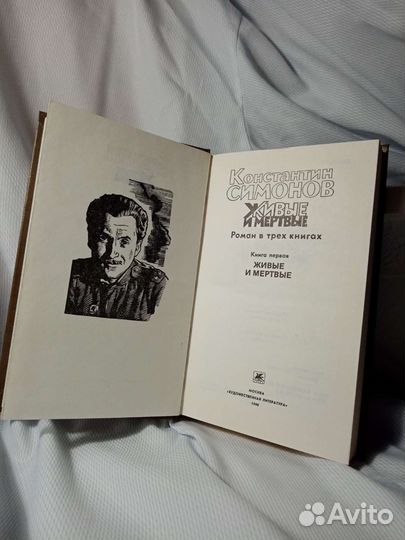 Константин
СИМОНОВ
ЖИВЫЕ
И МЕРТВЫЕ
Роман в трех книгах
Книга первая
ЖИВЫЕ
И МЕРТВЫЕ
МОСКВА
«ХУДОЖЕСТВЕННАЯ ЛИТЕРАТУРА»
Avito